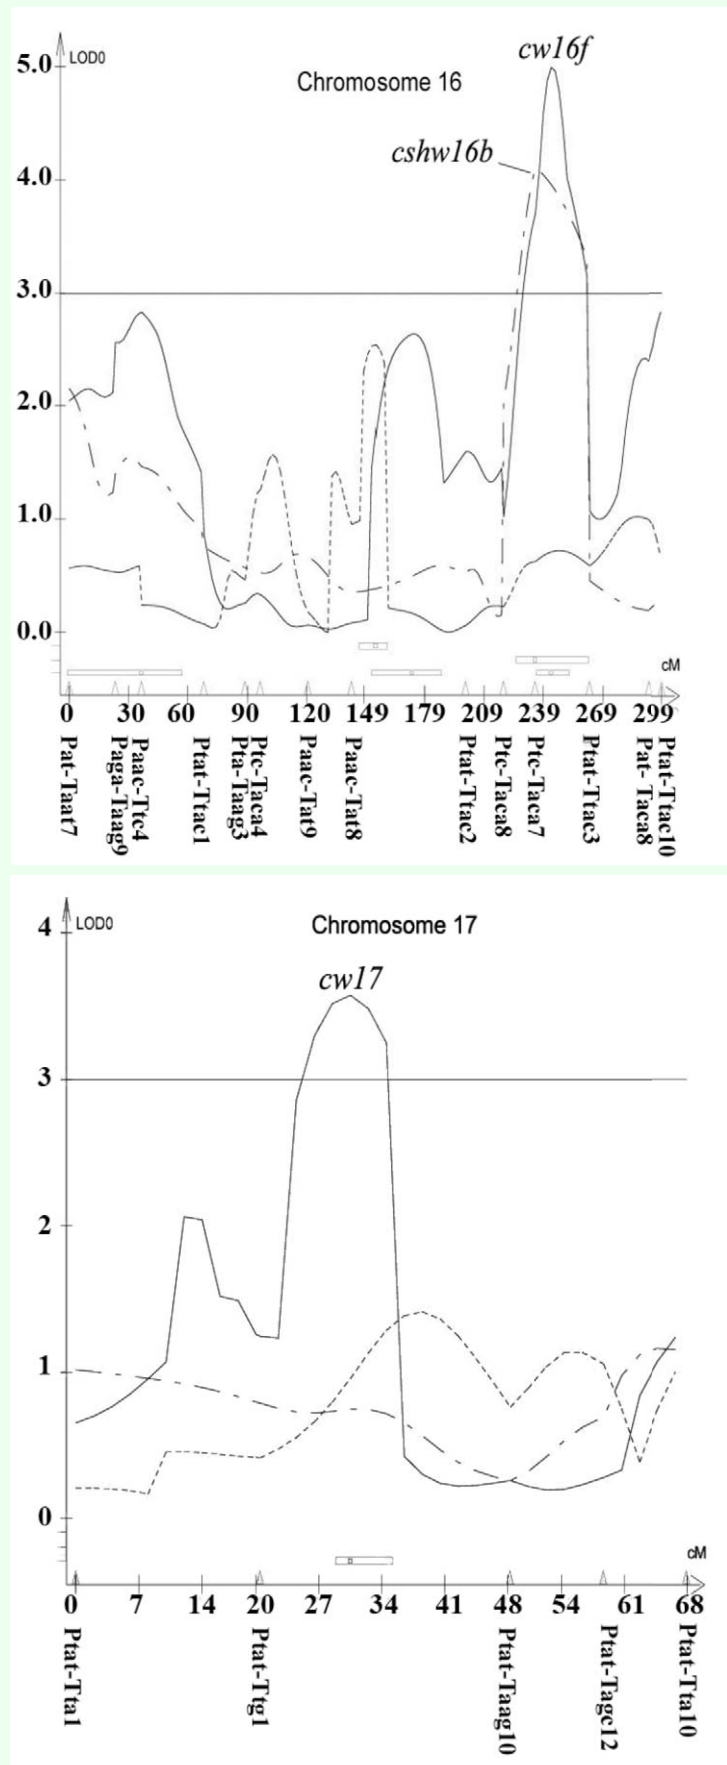 5.0
LOD0
cw16f
Chromosome 16
cshw16b
4.0
3.0
2.0
1.0
0.0
cM
0 30 60 90 120 149 179 209 239 269 299
Pat-Taat7
Paga-Taag9
Paac-Ttc4
Ptat-Ttac1
Pta-Taag3
Ptc-Taca4
Paac-Tat9
Paac-Tat8
Ptat-Ttac2
Ptc-Taca8
Ptc-Taca7
Ptat-Ttac3
Pat- Taca8
Ptat-Ttac10
4
LOD0
Chromosome 17
cw17
3
2
1
0
cM
0 7 14 20 27 34 41 48 54 61 68
Ptat-Tta1
Ptat-Ttg1
Ptat-Taag10
Ptat-Tagc12
Ptat-Tta10